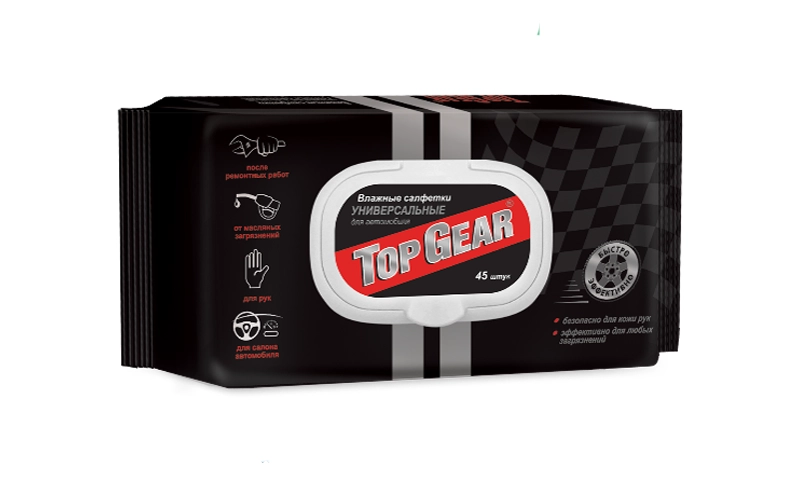 после
ремонтных работ
от масляных
загрязнений
для рук
для салона
автомобиля
Влажные салфетки
УНИВЕРСАЛЬНЫЕ
для автомобиля
TOP GEAR®
45 штук
БЫСТРО
ЭФФЕКТИВНО
безопасно для кожи рук
эффективно для любых
загрязнений